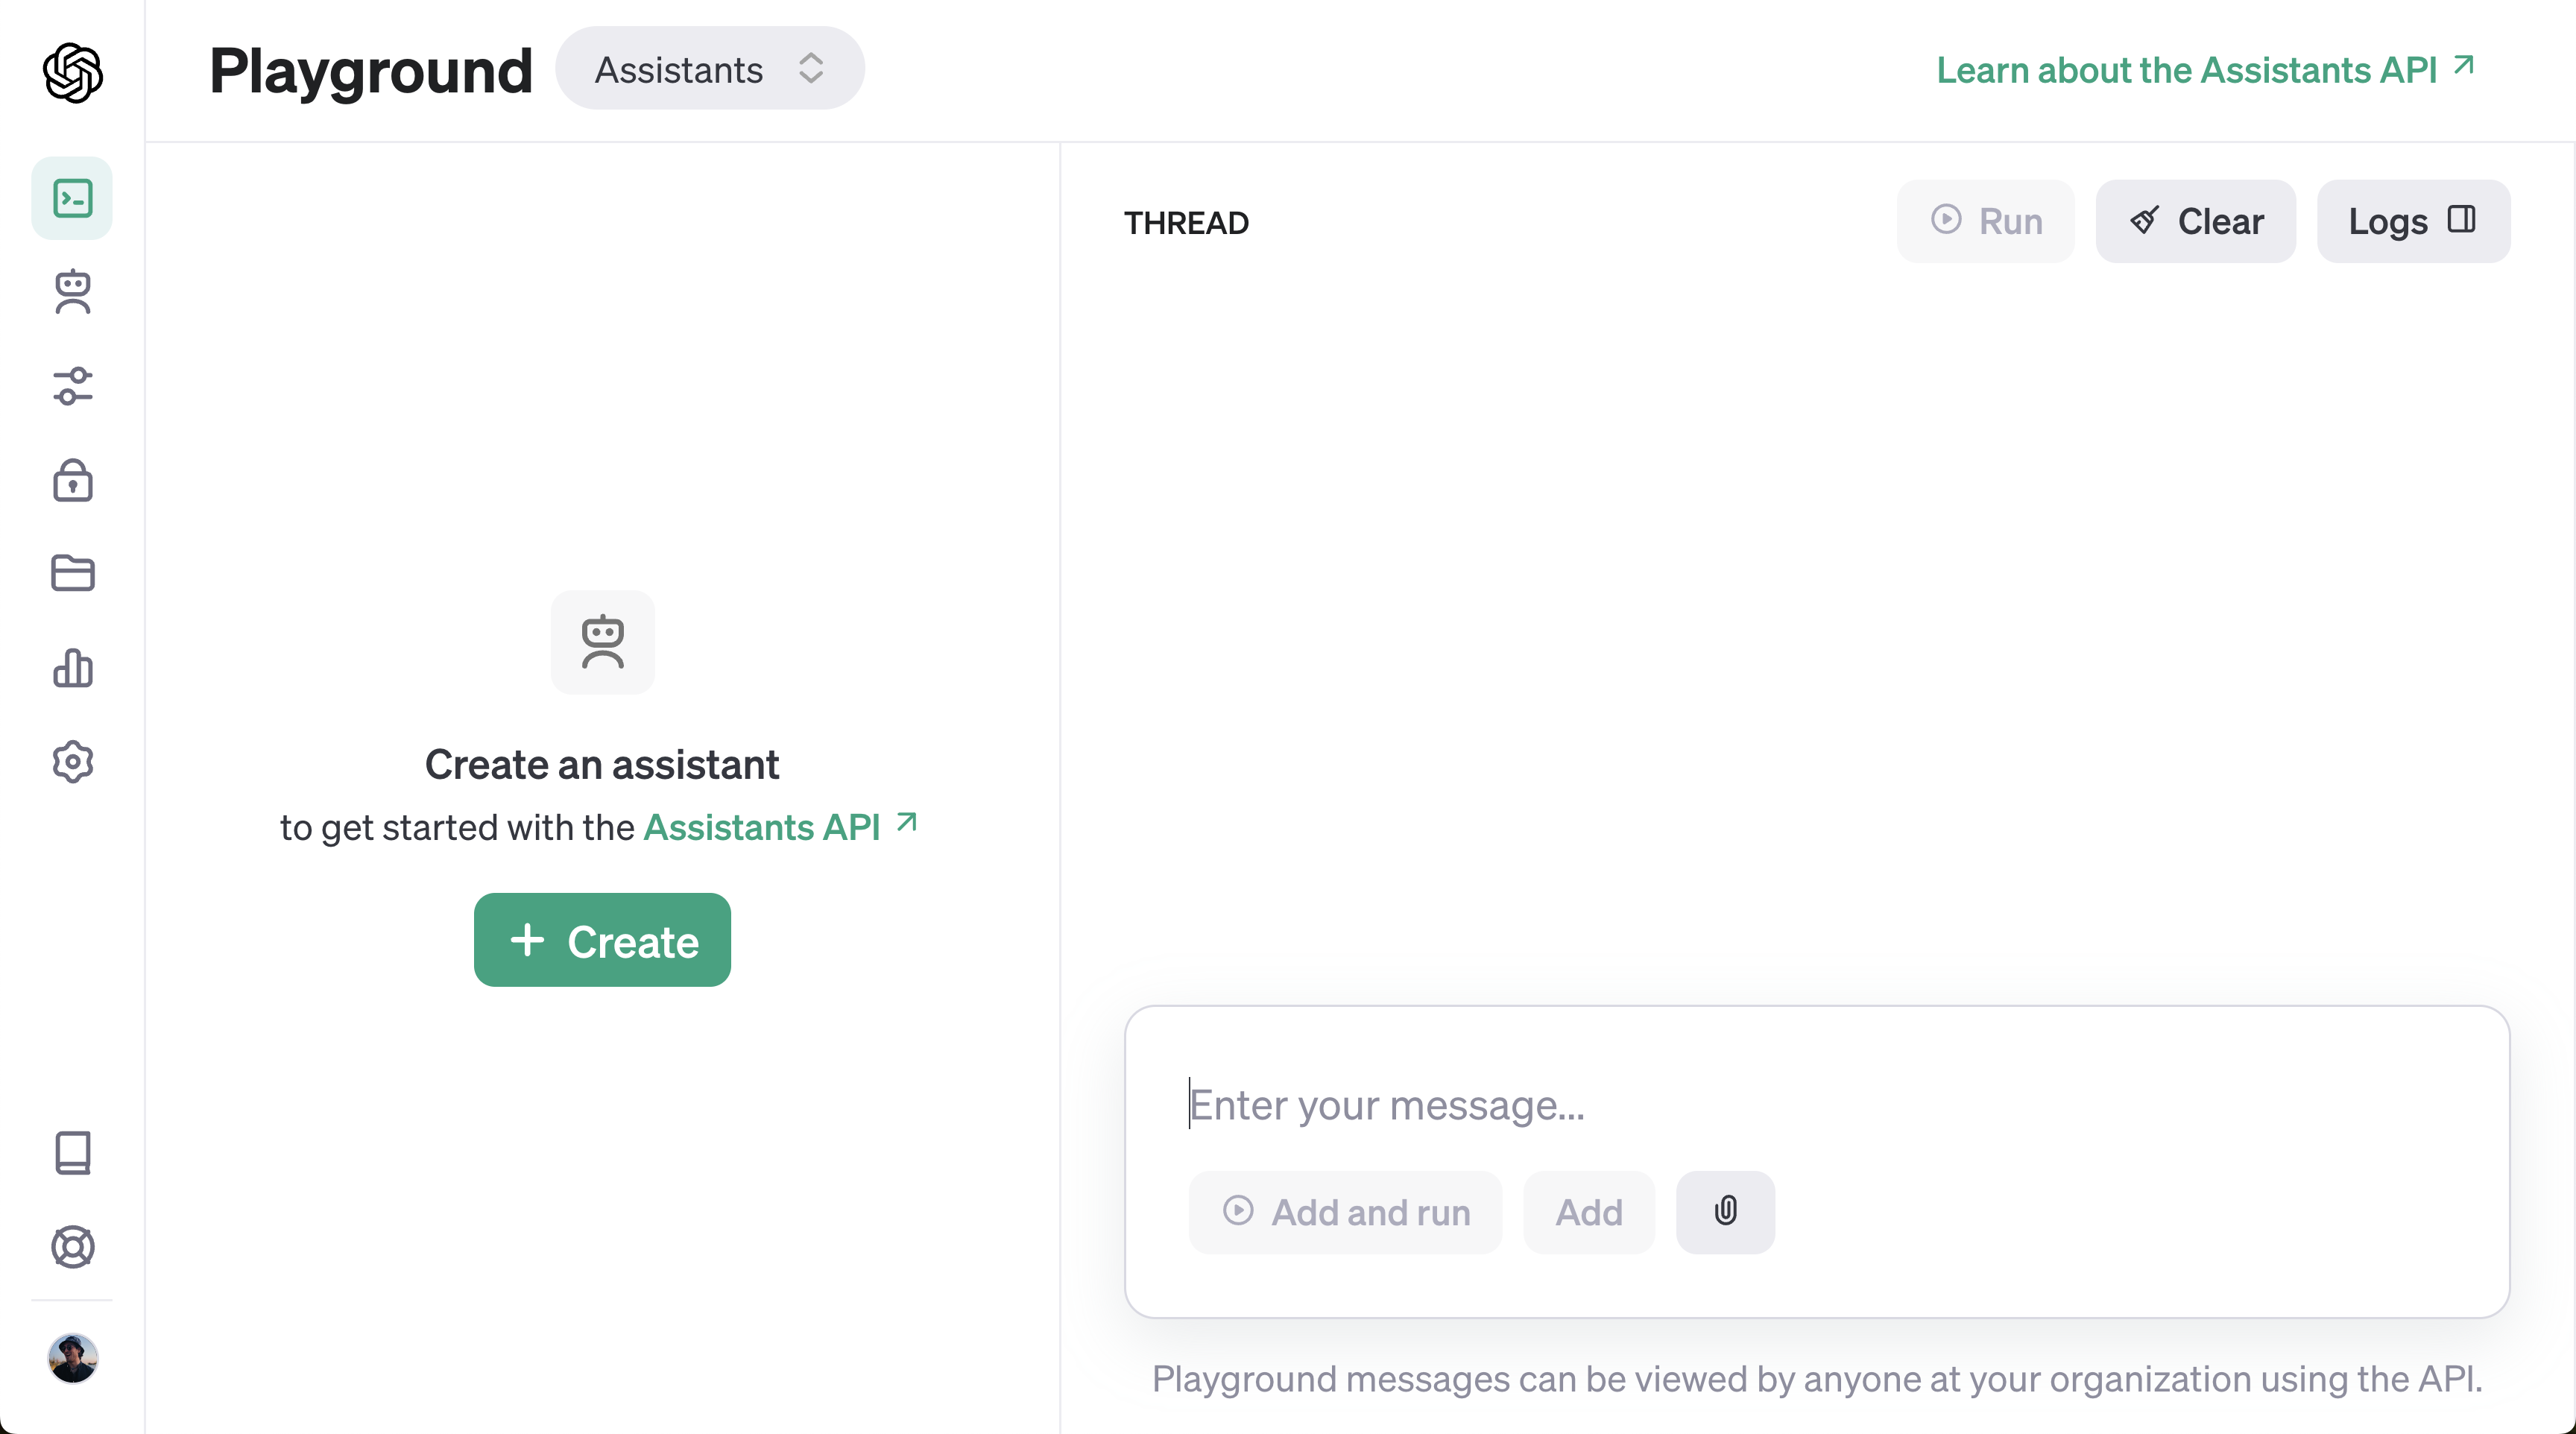 Playground
Assistants
Learn about the Assistants API
THREAD
Run
Clear
Logs
Create an assistant
to get started with the Assistants API
Create
Enter your message...
Add and run
Add
Playground messages can be viewed by anyone at your organization using the API.